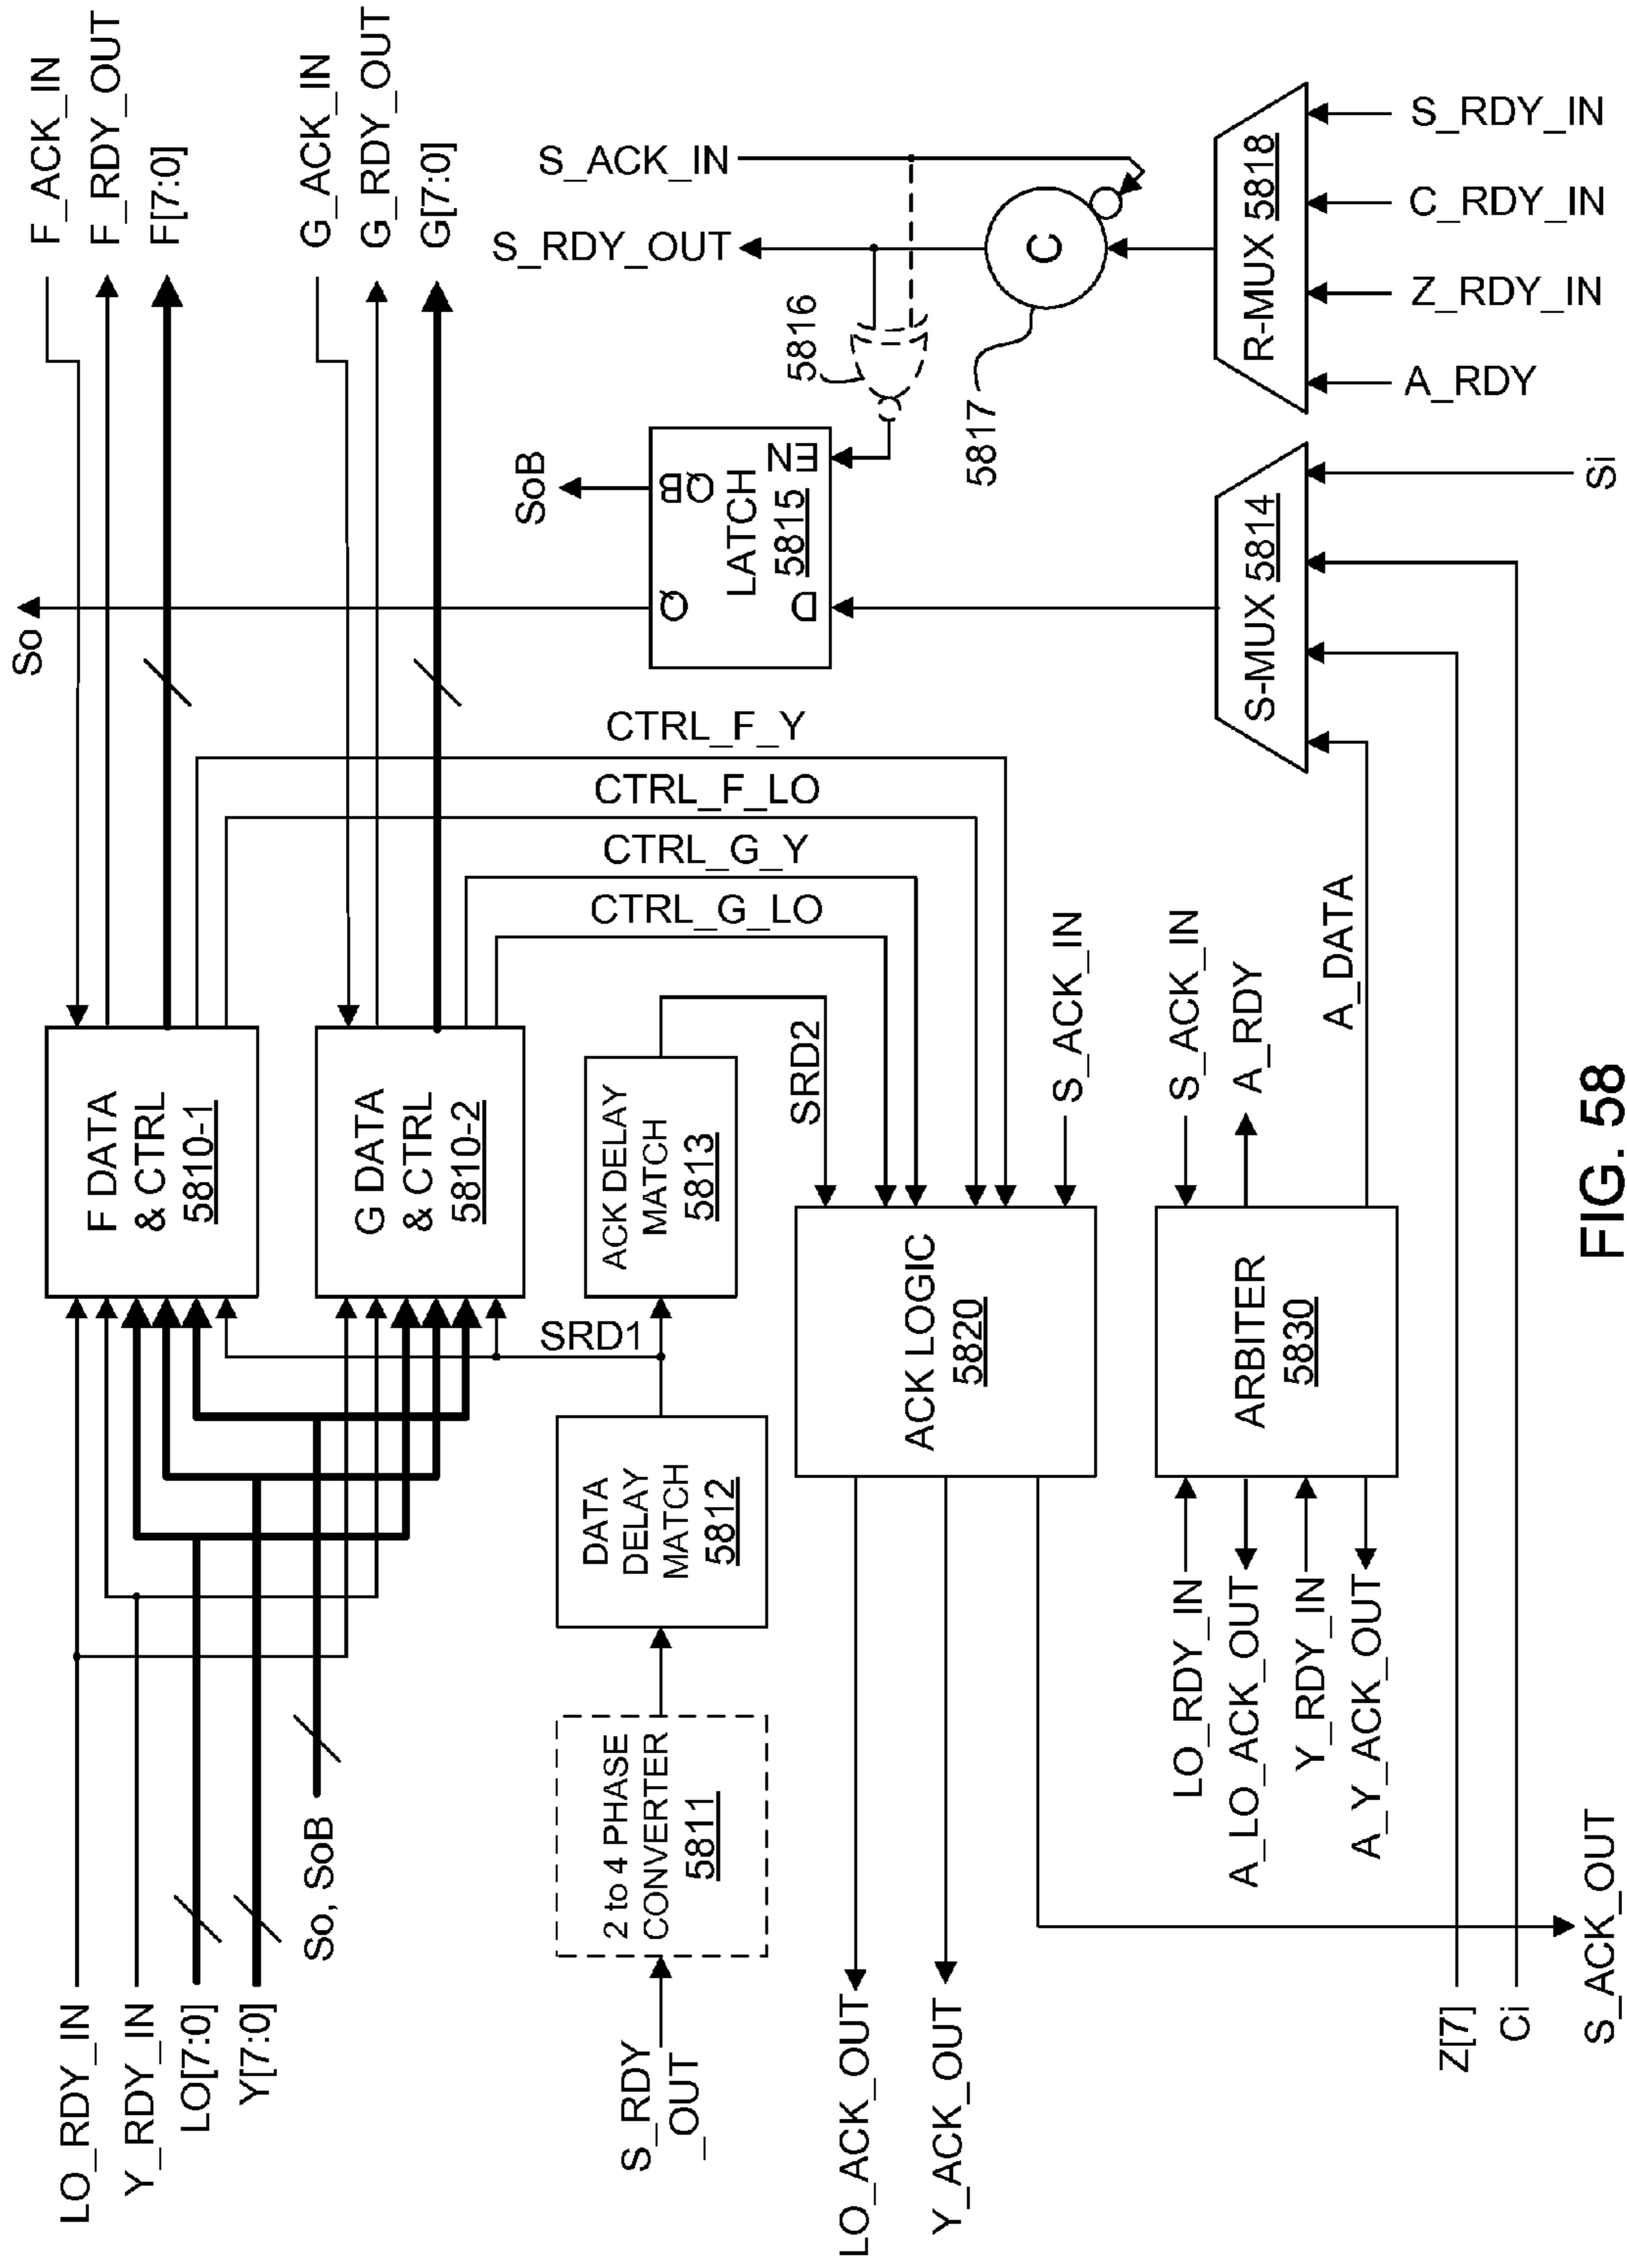 LO_RDY_IN
Y_RDY_IN
LO[7:0]
Y[7:0]
So, SoB
F DATA
& CTRL
5810-1
G DATA
& CTRL
5810-2
F_ACK_IN
F_RDY_OUT
F[7:0]
G_ACK_IN
G_RDY_OUT
G[7:0]
So
SoB
CTRL_F_Y
CTRL_F_LO
CTRL_G_Y
CTRL_G_LO
S_RDY
_OUT
2 to 4 PHASE
CONVERTER
5811
DATA
DELAY
MATCH
5812
SRD1
ACK DELAY
MATCH
5813
SRD2
Q
QB
LATCH
5815
D
EN
5816
S_ACK_IN
S_RDY_OUT
C
5817
LO_ACK_OUT
Y_ACK_OUT
ACK LOGIC
5820
S_ACK_IN
LO_RDY_IN
A_LO_ACK_OUT
Y_RDY_IN
A_Y_ACK_OUT
ARBITER
5830
S_ACK_IN
A_RDY
A_DATA
S-MUX 5814
R-MUX 5818
A_RDY
Z_RDY_IN
C_RDY_IN
S_RDY_IN
Z[7]
Ci
S_ACK_OUT
Si
FIG. 58